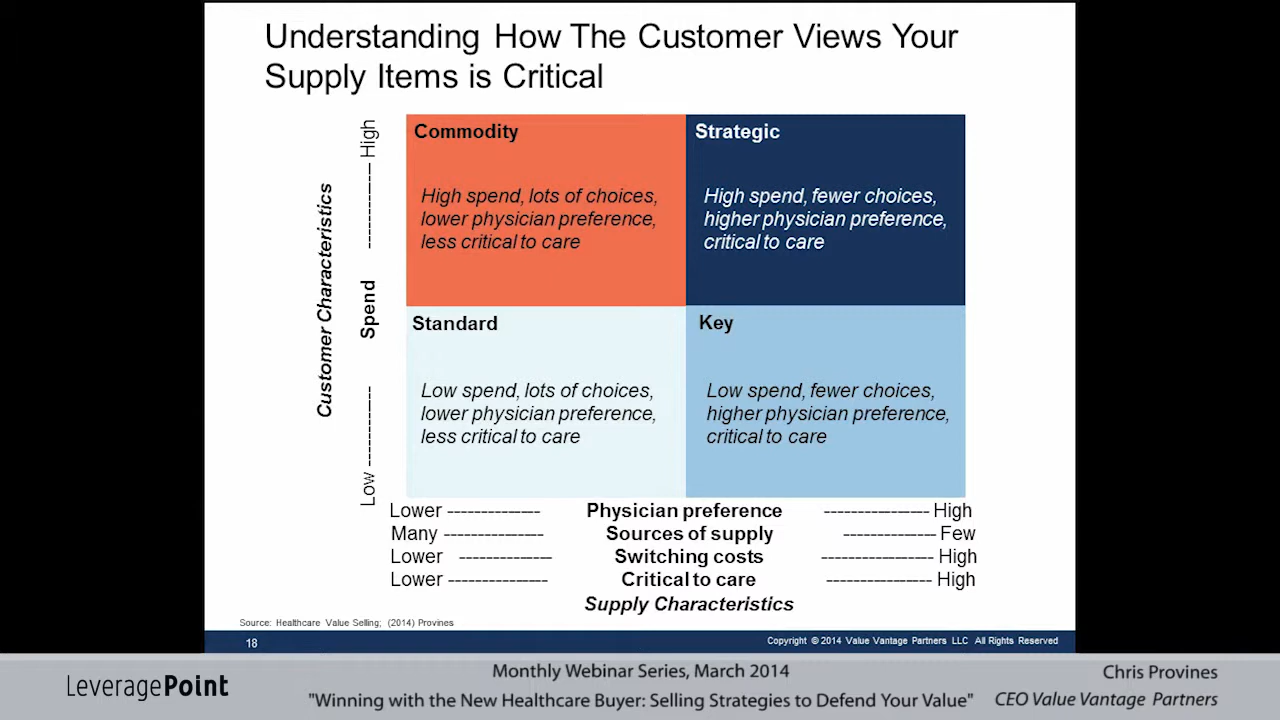 Understanding How The Customer Views Your
Supply Items is Critical
Customer Characteristics
Low --------------- Spend --------------- High
Commodity
High spend, lots of choices,
lower physician preference,
less critical to care
Strategic
High spend, fewer choices,
higher physician preference,
critical to care
Standard
Low spend, lots of choices,
lower physician preference,
less critical to care
Key
Low spend, fewer choices,
higher physician preference,
critical to care
Lower --------------- Physician preference ----------------- High
Many ---------------- Sources of supply --------------- Few
Lower --------------- Switching costs ------------------ High
Lower ---------------- Critical to care ----------------- High
Supply Characteristics
Source: Healthcare Value Selling; (2014) Provines
18
Copyright © 2014 Value Vantage Partners LLC All Rights Reserved
LeveragePoint
Monthly Webinar Series, March 2014
"Winning with the New Healthcare Buyer: Selling Strategies to Defend Your Value"
Chris Provines
CEO Value Vantage Partners